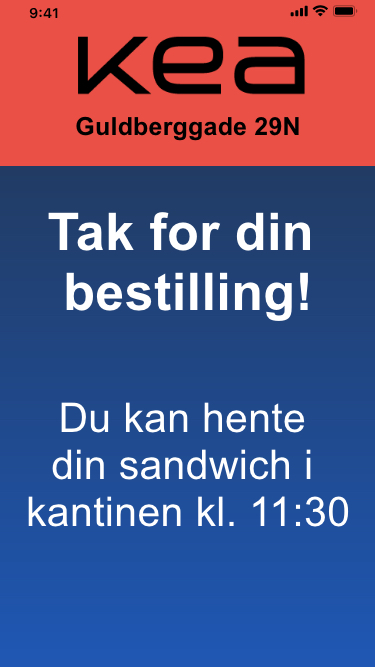 9:41
kea
Guldberggade 29N
Tak for din
bestilling!
Du kan hente
din sandwich i
kantinen kl. 11:30